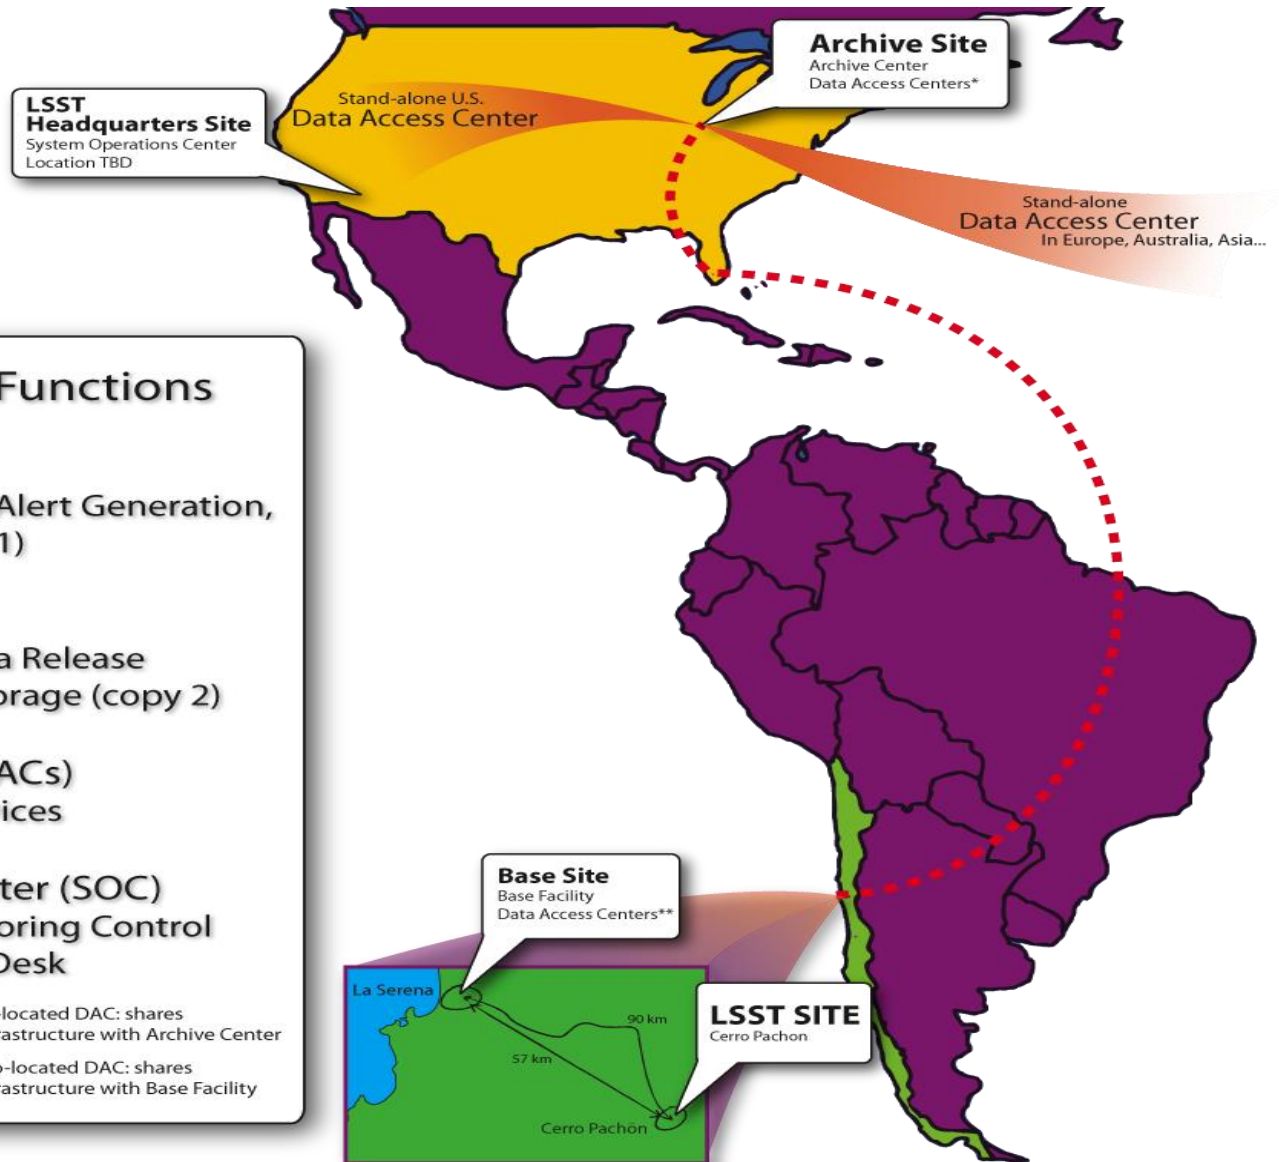 Archive Site
Archive Center
Data Access Centers*
LSST
Headquarters Site
System Operations Center
Location TBD
Stand-alone U.S.
Data Access Center
Stand-alone
Data Access Center
In Europe, Australia, Asia...
Functions
Alert Generation,
1)
a Release
orage (copy 2)
ACs)
ices
ter (SOC)
oring Control
Desk
-located DAC: shares
rastructure with Archive Center
o-located DAC: shares
rastructure with Base Facility
Base Site
Base Facility
Data Access Centers**
La Serena
90 km
57 km
Cerro Pachón
LSST SITE
Cerro Pachon